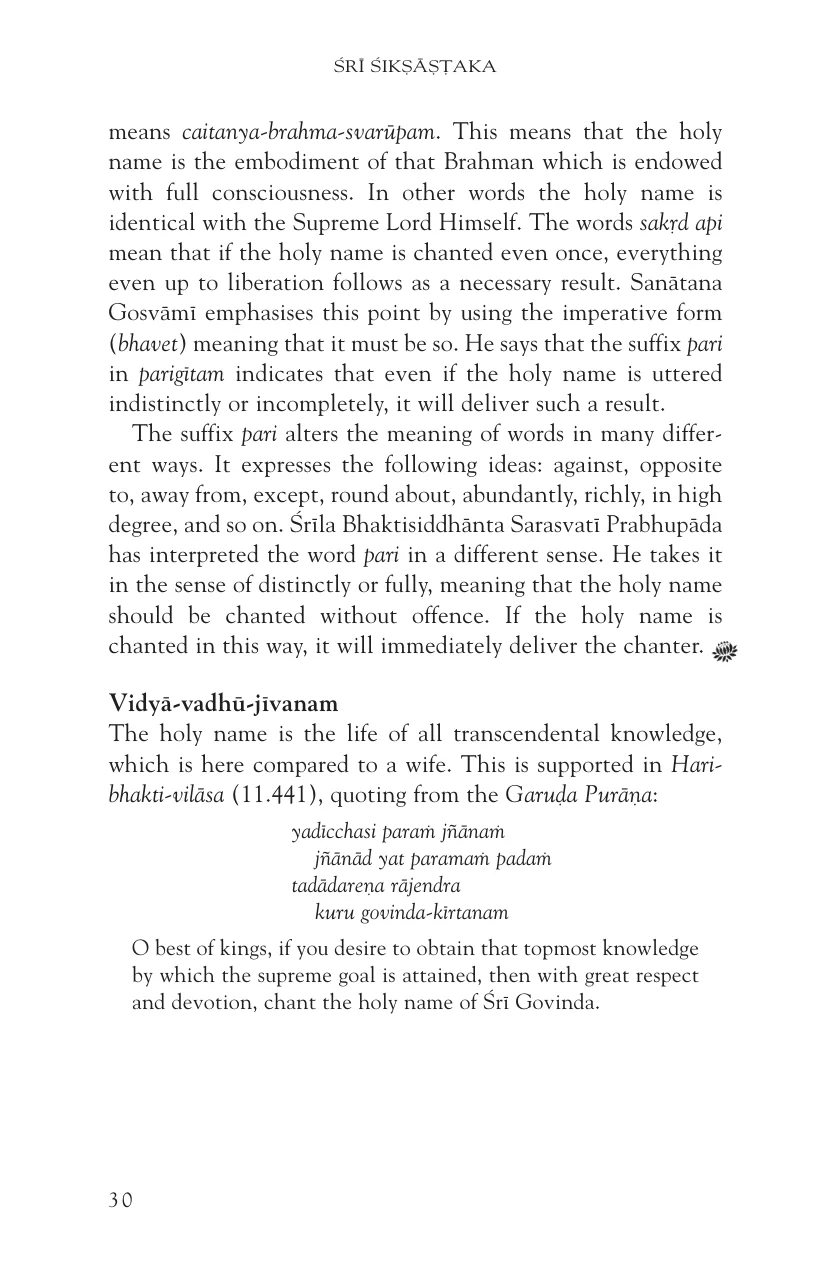 ŚRĪ ŚIKṢĀṢṬAKA
means caitanya-brahma-svarūpam. This means that the holy
name is the embodiment of that Brahman which is endowed
with full consciousness. In other words the holy name is
identical with the Supreme Lord Himself. The words sakṛd api
mean that if the holy name is chanted even once, everything
even up to liberation follows as a necessary result. Sanātana
Gosvāmī emphasises this point by using the imperative form
(bhavet) meaning that it must be so. He says that the suffix pari
in parigītam indicates that even if the holy name is uttered
indistinctly or incompletely, it will deliver such a result.
The suffix pari alters the meaning of words in many differ-
ent ways. It expresses the following ideas: against, opposite
to, away from, except, round about, abundantly, richly, in high
degree, and so on. Śrīla Bhaktisiddhānta Sarasvatī Prabhupāda
has interpreted the word pari in a different sense. He takes it
in the sense of distinctly or fully, meaning that the holy name
should be chanted without offence. If the holy name is
chanted in this way, it will immediately deliver the chanter.
Vidyā-vadhū-jīvanam
The holy name is the life of all transcendental knowledge,
which is here compared to a wife. This is supported in Hari-
bhakti-vilāsa (11.441), quoting from the Garuḍa Purāṇa:
yadīcchasi paraṁ jñānaṁ
jñānād yat paramaṁ padaṁ
tadādareṇa rājendra
kuru govinda-kīrtanam
O best of kings, if you desire to obtain that topmost knowledge
by which the supreme goal is attained, then with great respect
and devotion, chant the holy name of Śrī Govinda.
30